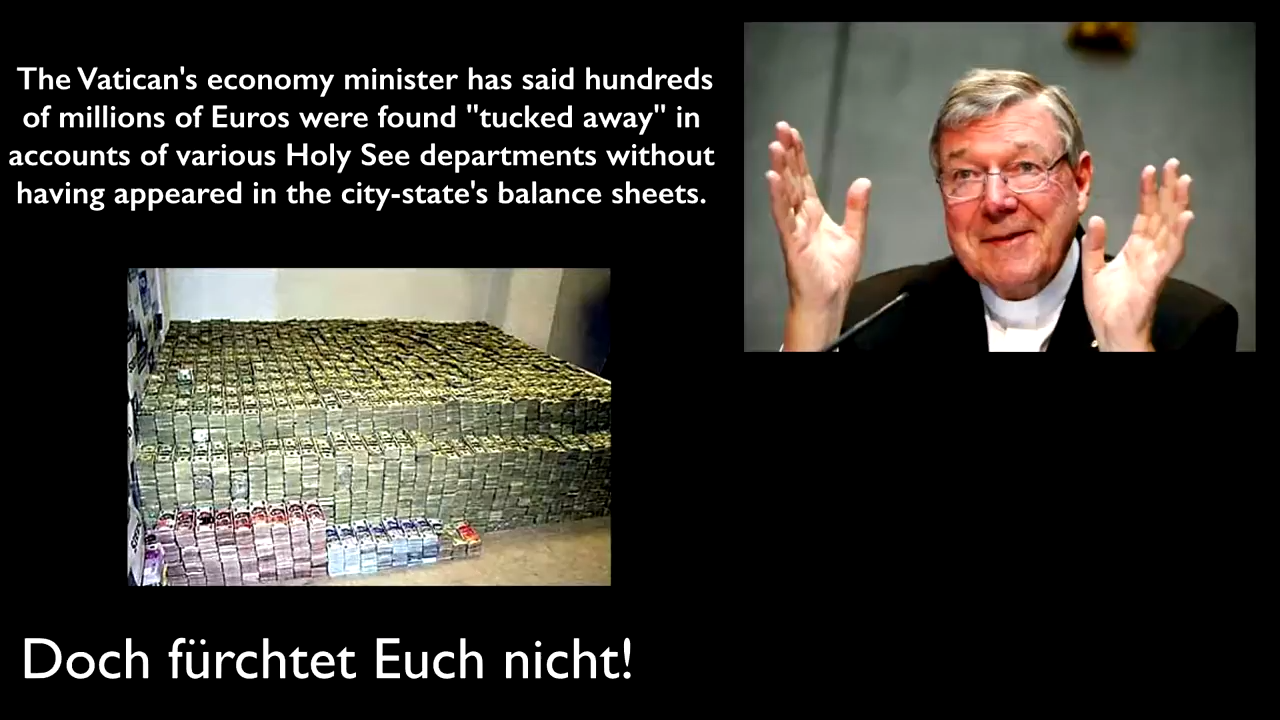 The Vatican's economy minister has said hundreds
of millions of Euros were found "tucked away" in
accounts of various Holy See departments without
having appeared in the city-state's balance sheets.
Doch fürchtet Euch nicht!